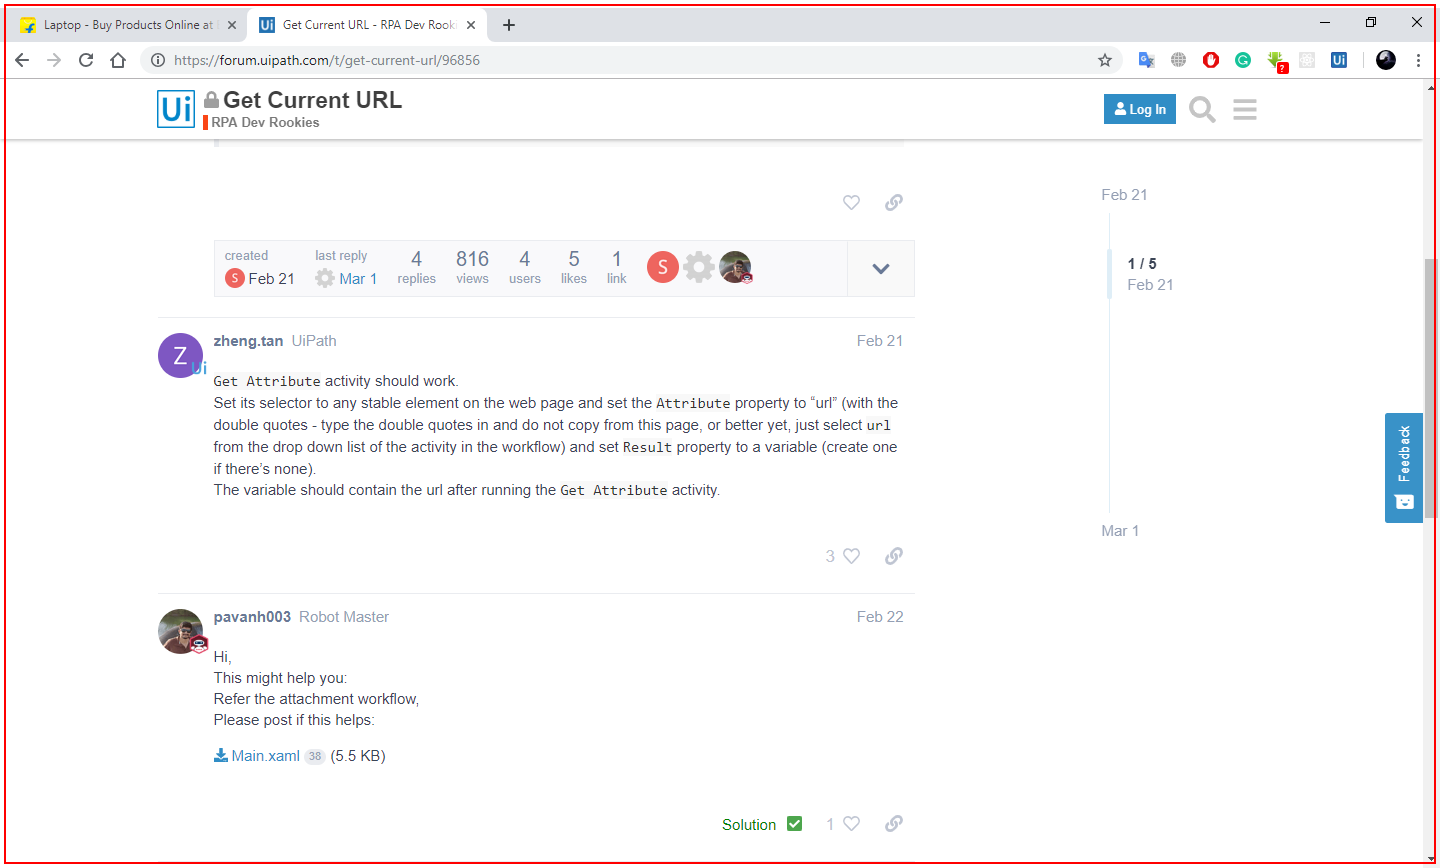 Laptop - Buy Products Online at
Ui Get Current URL - RPA Dev Rook
https://forum.uipath.com/t/get-current-url/96856
? Ui
Ui Get Current URL
RPA Dev Rookies
Log In
Feb 21
created last reply 4 816 4 5 1 S
S Feb 21 Mar 1 replies views users likes link
1 / 5
Feb 21
zheng.tan UiPath Feb 21
Z Ui
Get Attribute activity should work.
Set its selector to any stable element on the web page and set the Attribute property to “url” (with the
double quotes - type the double quotes in and do not copy from this page, or better yet, just select url
from the drop down list of the activity in the workflow) and set Result property to a variable (create one
if there’s none).
The variable should contain the url after running the Get Attribute activity.
Feedback
Mar 1
3
pavanh003 Robot Master Feb 22
Hi,
This might help you:
Refer the attachment workflow,
Please post if this helps:
Main.xaml 38 (5.5 KB)
Solution 1